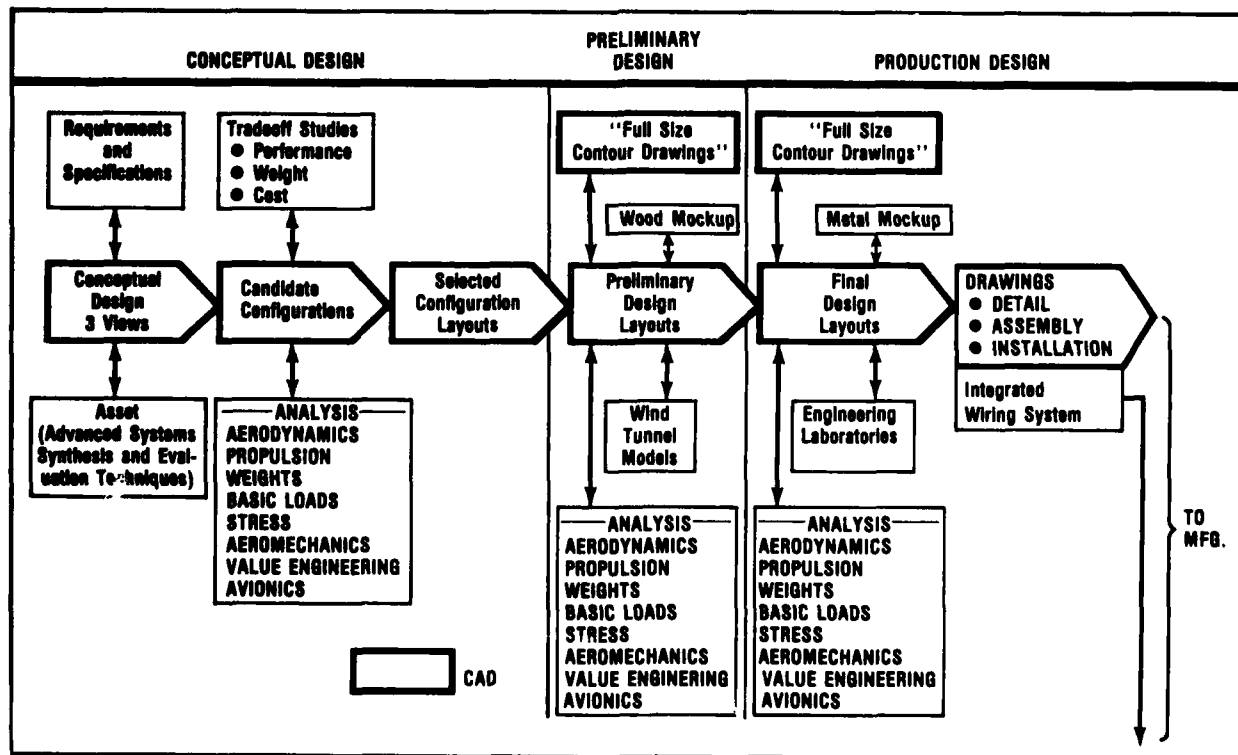 CONCEPTUAL DESIGN
PRELIMINARY
DESIGN
PRODUCTION DESIGN
Requirements
and
Specifications
Tradeoff Studies
● Performance
● Weight
● Cost
"Full Size
Contour Drawings"
"Full Size
Contour Drawings"
Wood Mockup
Metal Mockup
Conceptual
Design
3 Views
Candidate
Configurations
Selected
Configuration
Layouts
Preliminary
Design
Layouts
Final
Design
Layouts
DRAWINGS
● DETAIL
● ASSEMBLY
● INSTALLATION
Integrated
Wiring System
Asset
(Advanced Systems
Synthesis and Eval-
uation Techniques)
ANALYSIS
AERODYNAMICS
PROPULSION
WEIGHTS
BASIC LOADS
STRESS
AEROMECHANICS
VALUE ENGINEERING
AVIONICS
Wind
Tunnel
Models
Engineering
Laboratories
ANALYSIS
AERODYNAMICS
PROPULSION
WEIGHTS
BASIC LOADS
STRESS
AEROMECHANICS
VALUE ENGINERING
AVIONICS
ANALYSIS
AERODYNAMICS
PROPULSION
WEIGHTS
BASIC LOADS
STRESS
AEROMECHANICS
VALUE ENGINEERING
AVIONICS
TO
MFG.
CAD